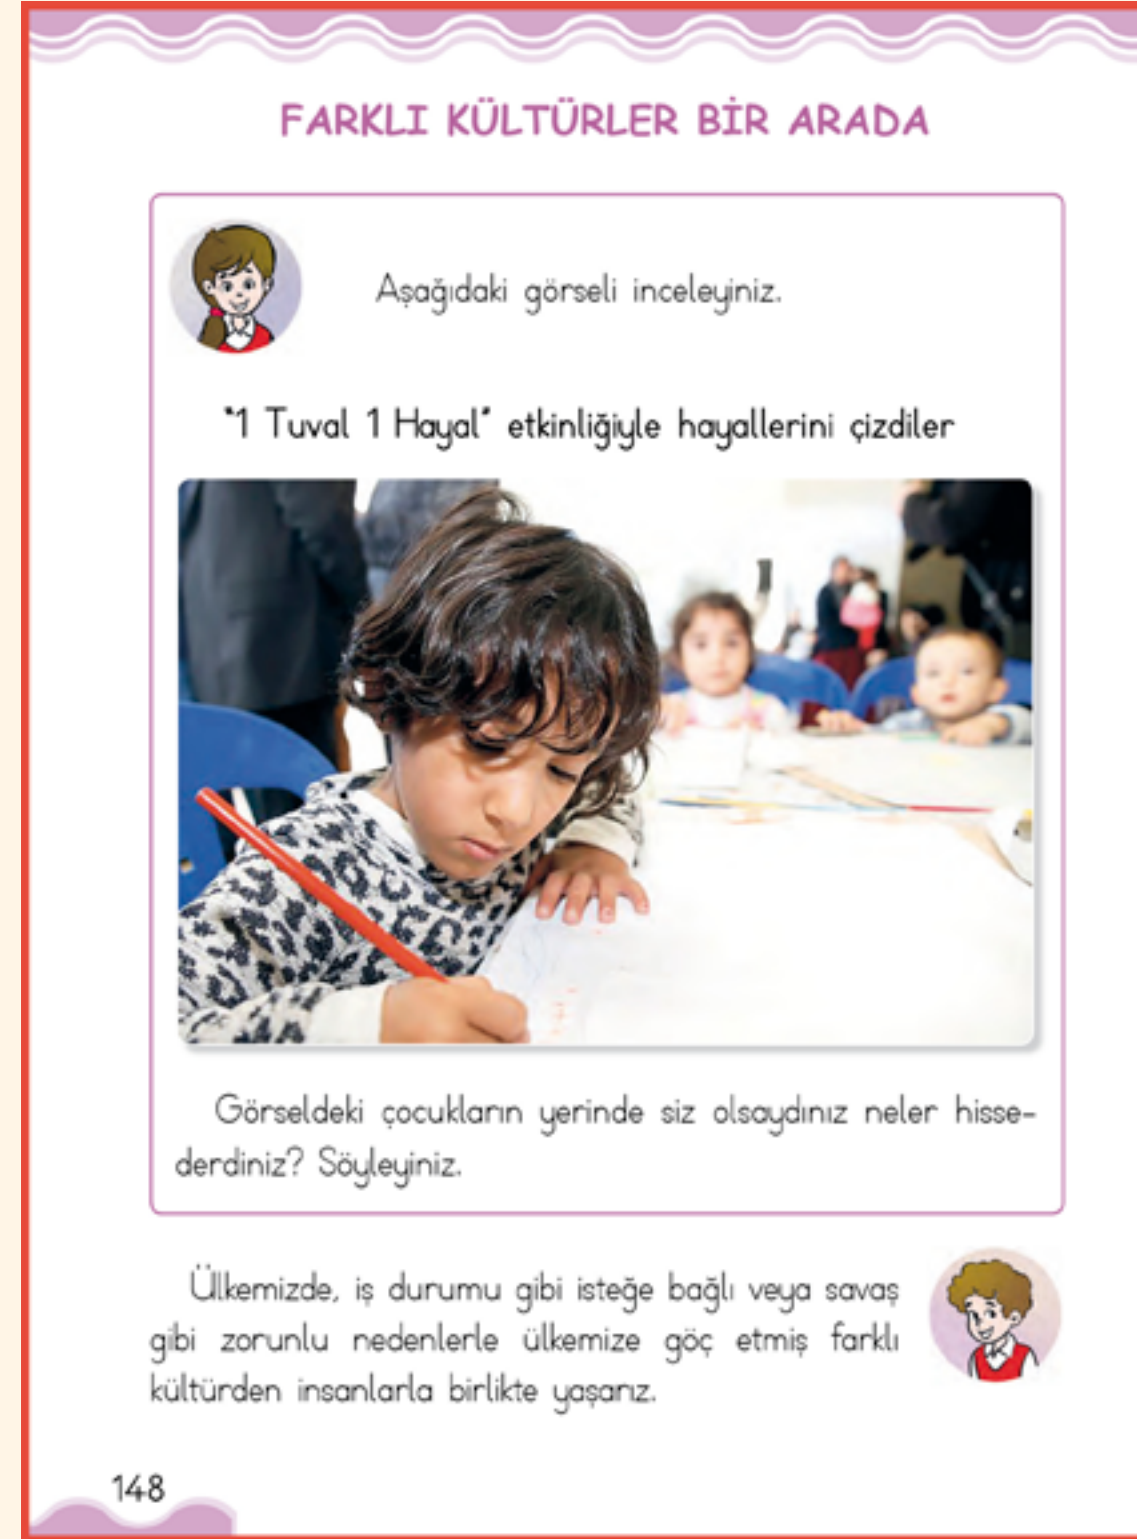 FARKLI KÜLTÜRLER BİR ARADA
Aşağıdaki görseli inceleyiniz.
“1 Tuval 1 Hayal” etkinliğiyle hayallerini çizdiler
Görseldeki çocukların yerinde siz olsaydınız neler hisse-
derdiniz? Söyleyiniz.
Ülkemizde, iş durumu gibi isteğe bağlı veya savaş
gibi zorunlu nedenlerle ülkemize göç etmiş farklı
kültürden insanlarla birlikte yaşarız.
148